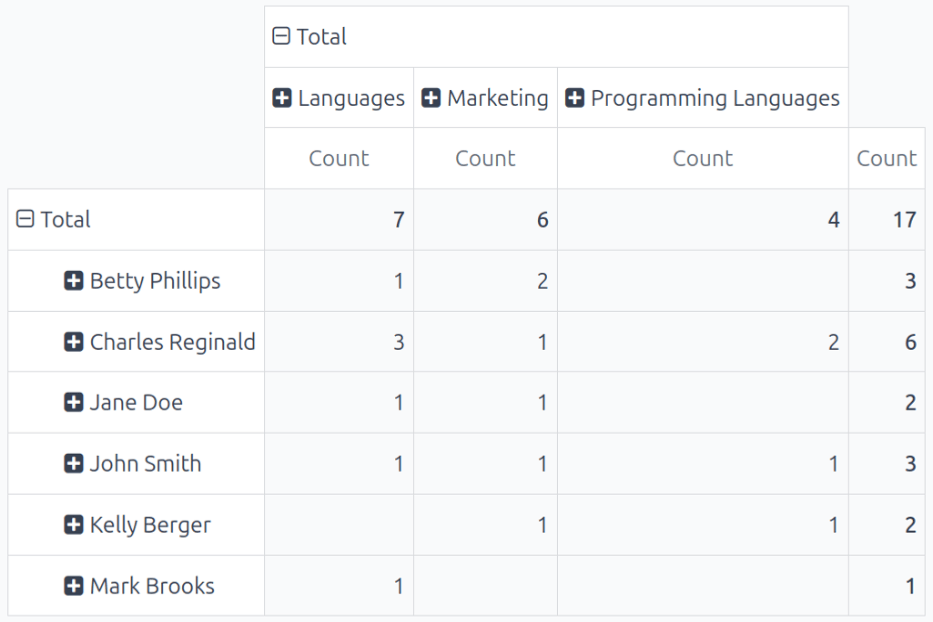 Total
Languages Marketing Programming Languages
Count Count Count Count
Total 7 6 4 17
Betty Phillips 1 2 3
Charles Reginald 3 1 2 6
Jane Doe 1 1 2
John Smith 1 1 1 3
Kelly Berger 1 1 2
Mark Brooks 1 1